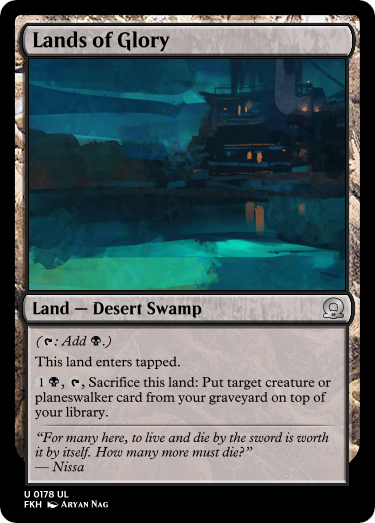 Lands of Glory
Land — Desert Swamp
(: Add .)
This land enters tapped.
1 , , Sacrifice this land: Put target creature or
planeswalker card from your graveyard on top of
your library.
“For many here, to live and die by the sword is worth
it by itself. How many more must die?”
— Nissa
U 0178 UL
FKH Aryan Nag